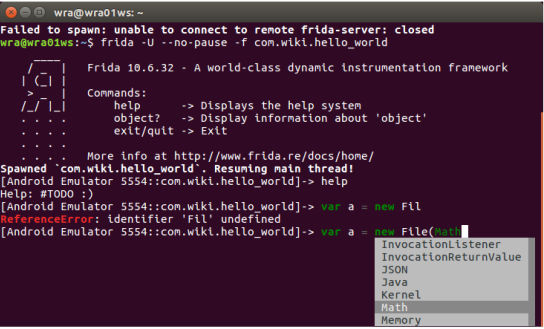 wra@wra01ws: ~
Failed to spawn: unable to connect to remote frida-server: closed
wra@wra01ws:~$ frida -U --no-pause -f com.wiki.hello_world
     ____
    / _  |   Frida 10.6.32 - A world-class dynamic instrumentation framework
   | (_| |
    > _  |   Commands:
   /_/ |_|       help      -> Displays the help system
   . . . .       object?   -> Display information about 'object'
   . . . .       exit/quit -> Exit
   . . . .
   . . . .   More info at http://www.frida.re/docs/home/
Spawned `com.wiki.hello_world`. Resuming main thread!
[Android Emulator 5554::com.wiki.hello_world]-> help
Help: #TODO :)
[Android Emulator 5554::com.wiki.hello_world]-> var a = new Fil
ReferenceError: identifier 'Fil' undefined
[Android Emulator 5554::com.wiki.hello_world]-> var a = new File(Math
InvocationListener
InvocationReturnValue
JSON
Java
Kernel
Math
Memory